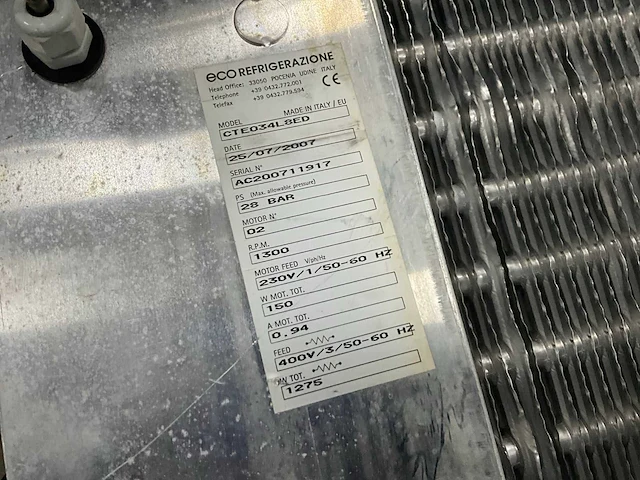 eco REFRIGERAZIONE
Head Office: 33050 POCENIA UDINE ITALY
Telephone +39 0432.772.001
Telefax +39 0432.779.594
CE
MODEL MADE IN ITALY / EU
CTE034L8ED
DATE
25/07/2007
SERIAL N°
AC200711917
PS (Max. allowable pressure)
28 BAR
MOTOR N°
02
R.P.M.
1300
MOTOR FEED V/ph/Hz
230V/1/50-60 HZ
W MOT. TOT.
150
A MOT. TOT.
0.94
FEED
400V/3/50-60 HZ
TOT.
1275